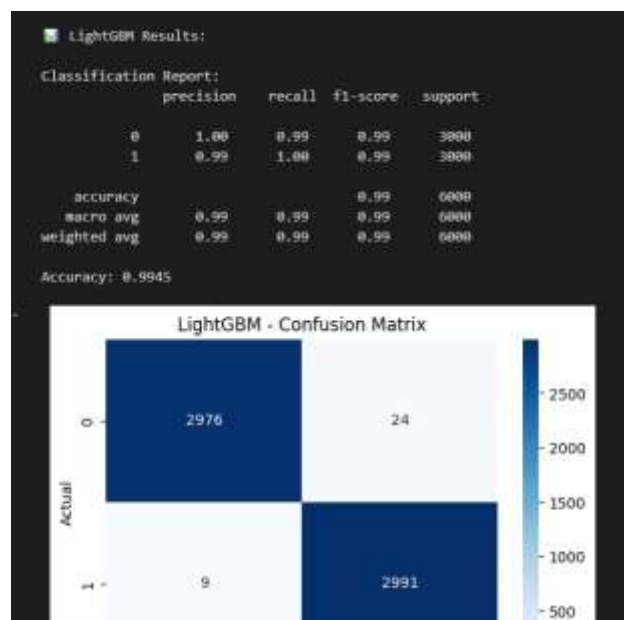 📊 LightGBM Results:
Classification Report:
precision recall f1-score support
0 1.00 0.99 0.99 3000
1 0.99 1.00 0.99 3000
accuracy 0.99 6000
macro avg 0.99 0.99 0.99 6000
weighted avg 0.99 0.99 0.99 6000
Accuracy: 0.9945
LightGBM - Confusion Matrix
2500
0 2976 24
2000
Actual
1500
1000
1 9 2991
500